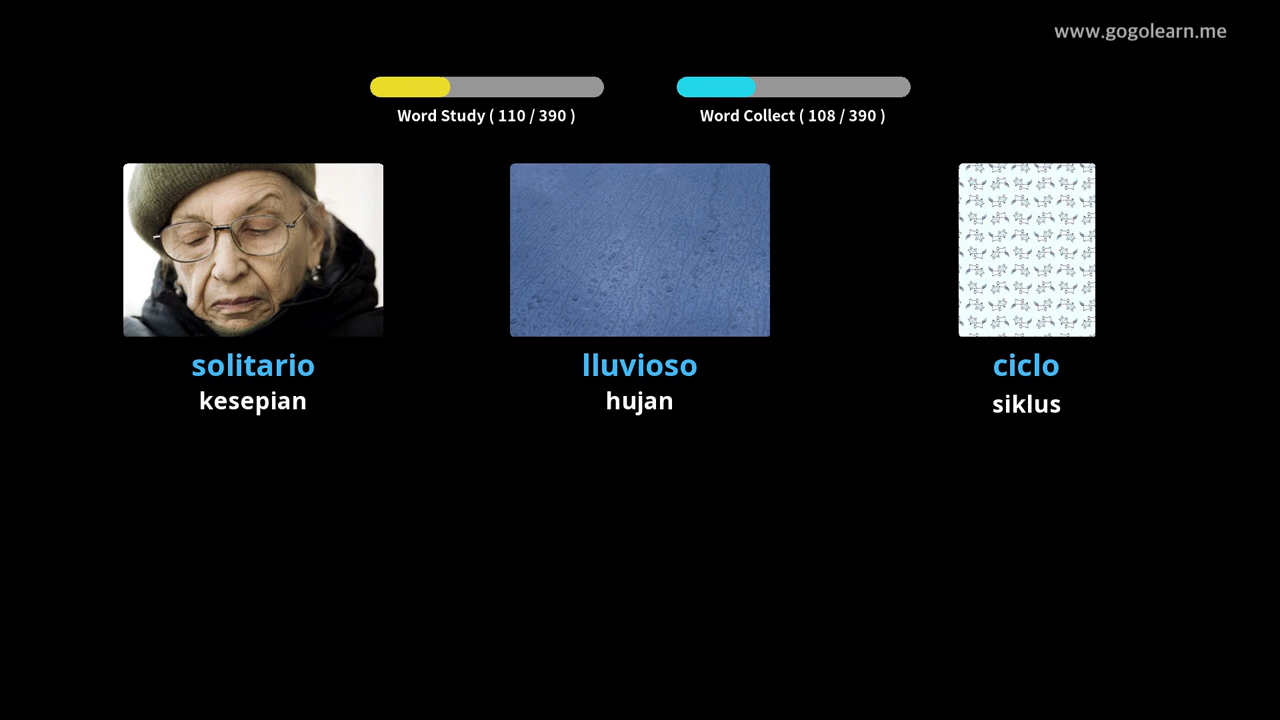 www.gogolearn.me
Word Study ( 110 / 390 )
Word Collect ( 108 / 390 )
solitario
kesepian
lluvioso
hujan
ciclo
siklus